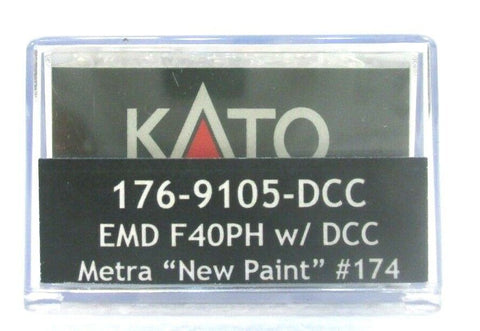 KATO
176-9105-DCC
EMD F40PH w/ DCC
Metra “New Paint” #174